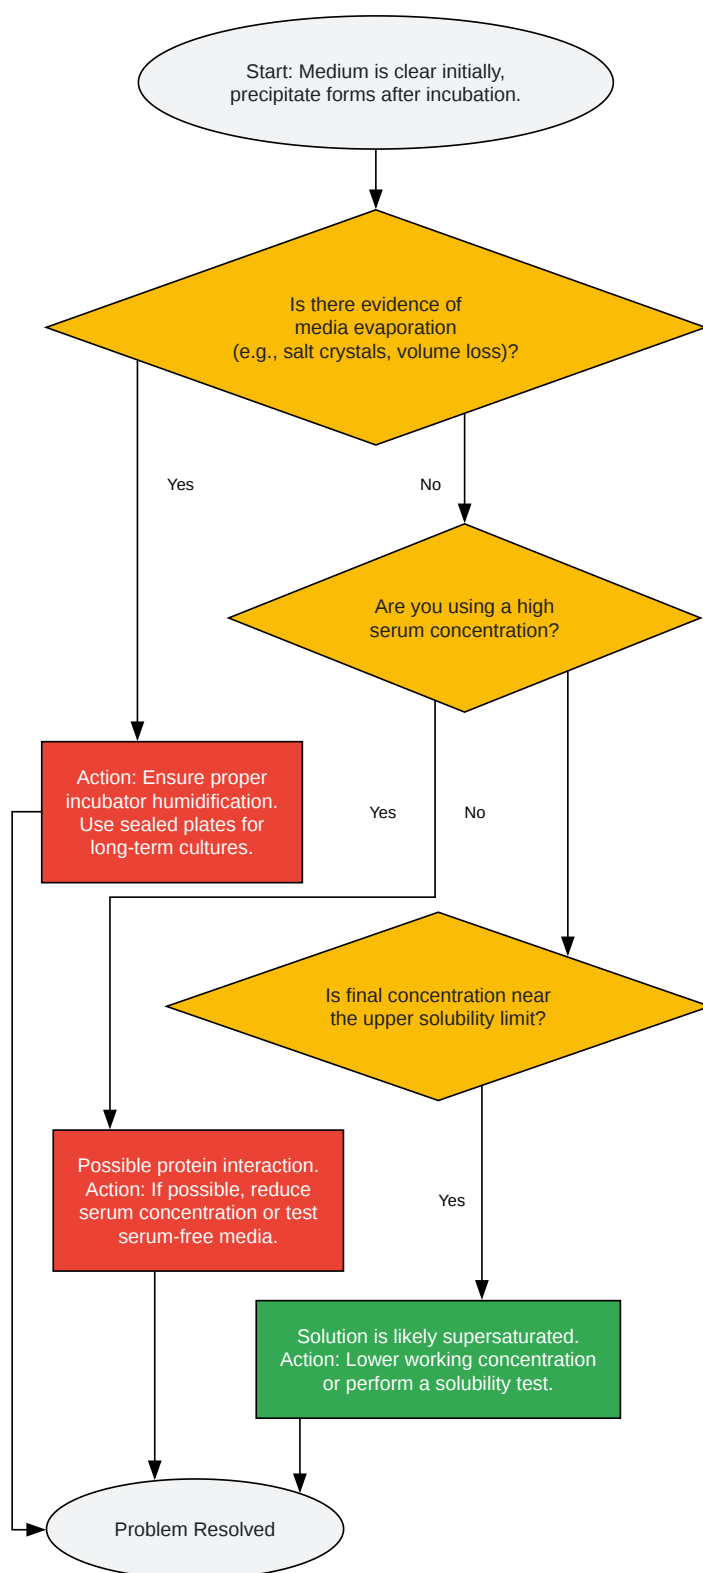 Start: Medium is clear initially,
precipitate forms after incubation.
Is there evidence of
media evaporation
(e.g., salt crystals, volume loss)?
Yes
No
Are you using a high
serum concentration?
Action: Ensure proper
incubator humidification.
Use sealed plates for
long-term cultures.
Yes
No
Is final concentration near
the upper solubility limit?
Possible protein interaction.
Action: If possible, reduce
serum concentration or test
serum-free media.
Yes
Solution is likely supersaturated.
Action: Lower working concentration
or perform a solubility test.
Problem Resolved